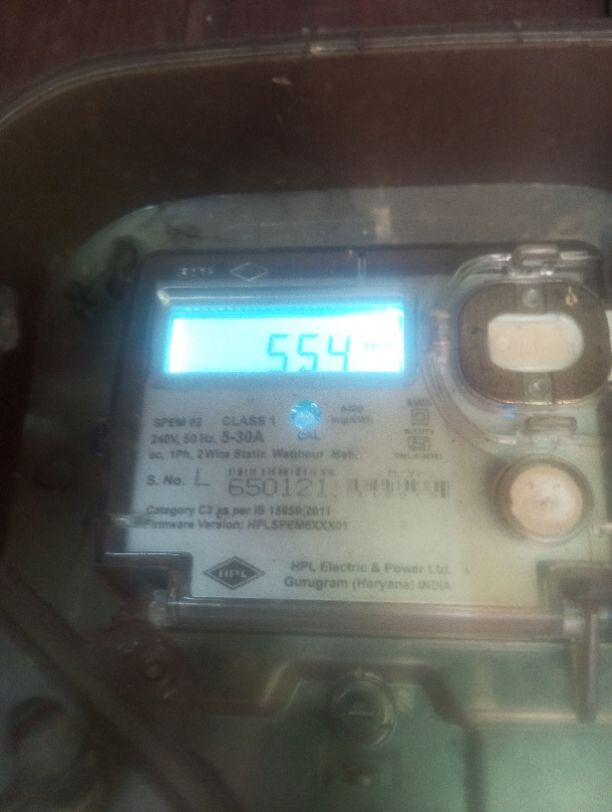 554
SPEM 02 CLASS 1
240V, 50 Hz, 5-30A CAL
ac, 1Ph, 2 Wire Static Watthour Meter
S. No. L 650121
Category C3 as per IS 15959:2011
Firmware Version: HPLSPEM6XXX01
HPL
HPL Electric & Power Ltd.
Gurugram (Haryana) INDIA